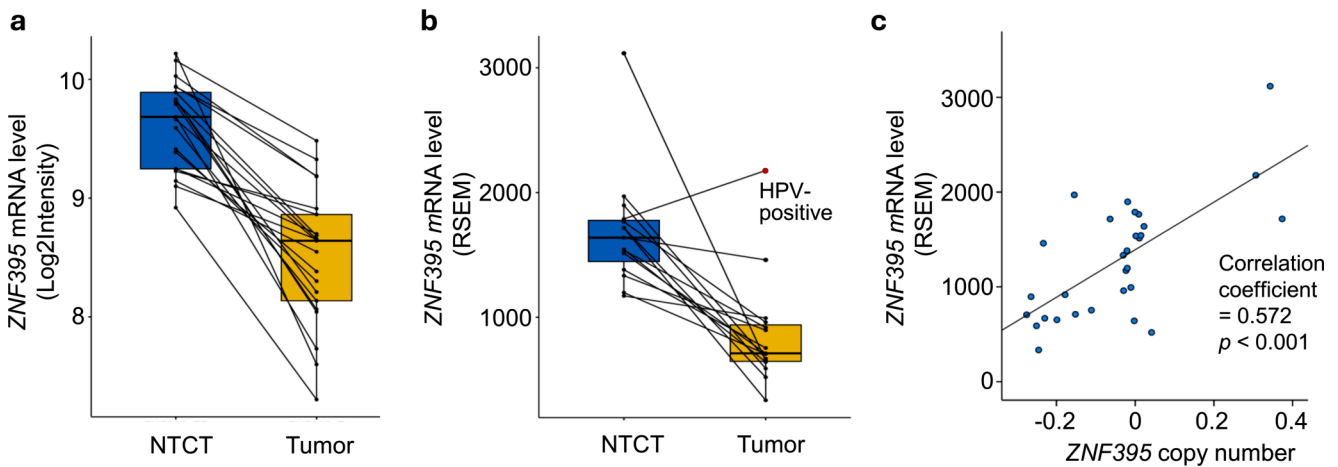 a
ZNF395 mRNA level
(Log2Intensity)
10
9
8
NTCT
Tumor
b
ZNF395 mRNA level
(RSEM)
3000
2000
1000
HPV-
positive
NTCT
Tumor
c
ZNF395 mRNA level
(RSEM)
3000
2000
1000
0
Correlation
coefficient
= 0.572
p < 0.001
-0.2
0
0.2
0.4
ZNF395 copy number